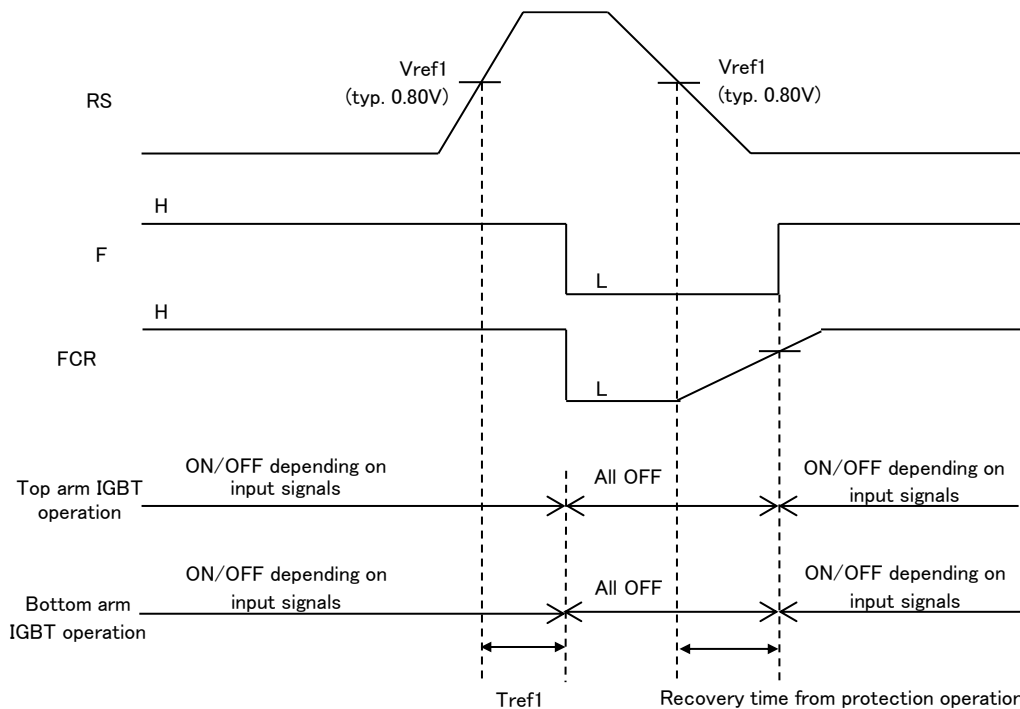 Vref1
(typ. 0.80V)
Vref1
(typ. 0.80V)
RS
H
F
L
H
FCR
L
ON/OFF depending on
input signals
All OFF
ON/OFF depending on
input signals
Top arm IGBT
operation
ON/OFF depending on
input signals
All OFF
ON/OFF depending on
input signals
Bottom arm
IGBT operation
Tref1
Recovery time from protection operation